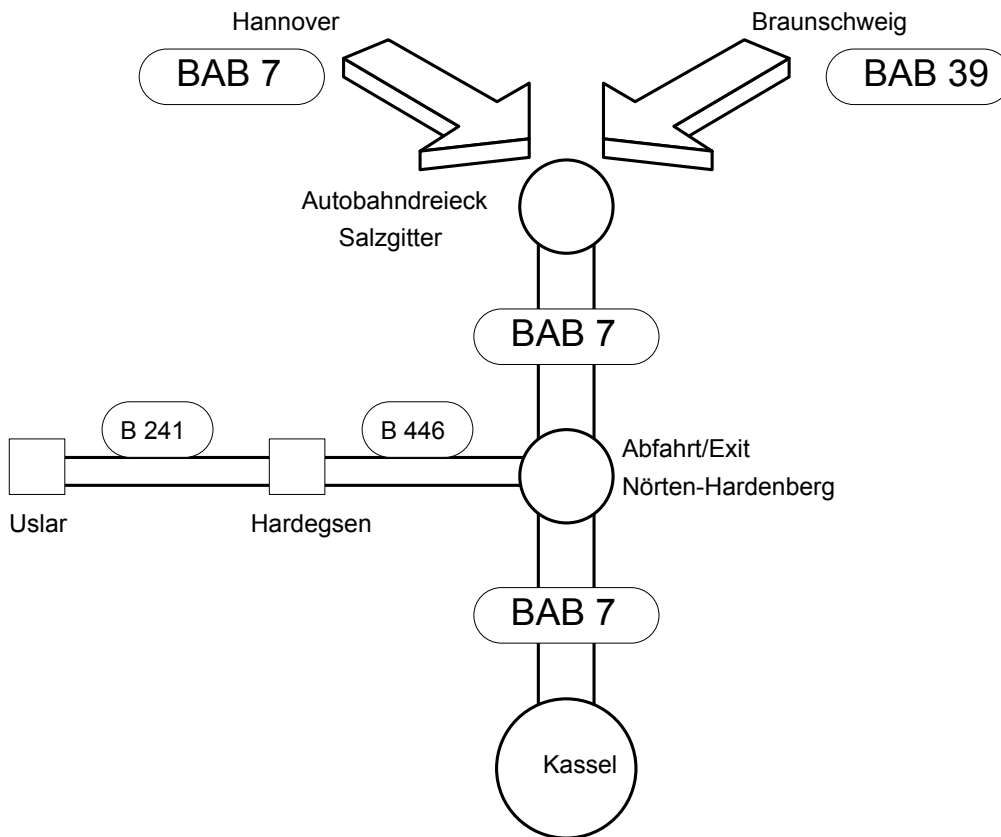 Hannover
Braunschweig
BAB 7
BAB 39
Autobahndreieck
Salzgitter
BAB 7
B 241
B 446
Abfahrt/Exit
Nörten-Hardenberg
Uslar
Hardegsen
BAB 7
Kassel